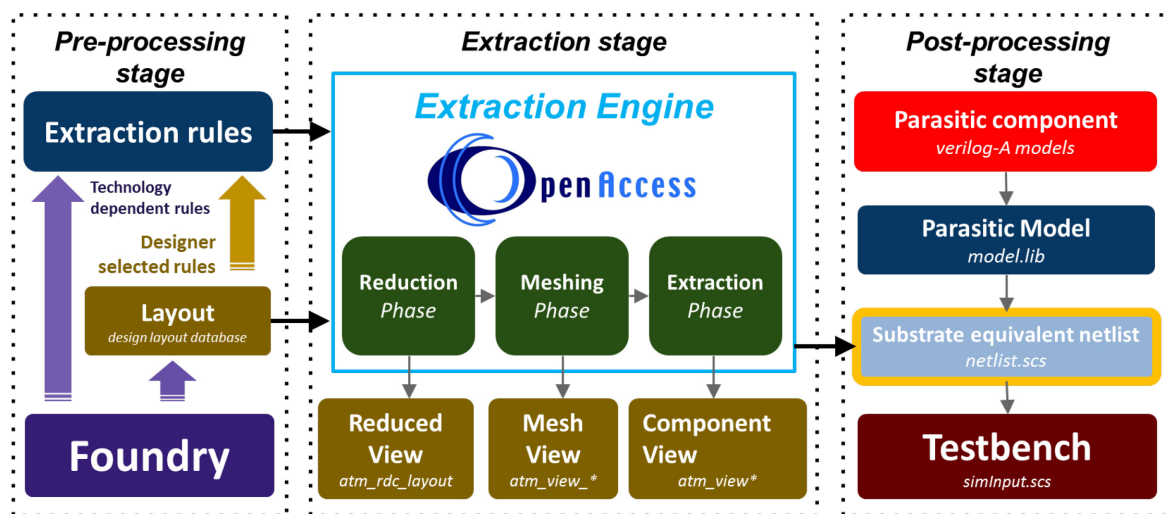 Pre-processing
stage
Extraction rules
Technology
dependent rules
Designer
selected rules
Layout
design layout database
Foundry
Extraction stage
Extraction Engine
OpenAccess
Reduction
Phase
Meshing
Phase
Extraction
Phase
Reduced
View
atm_rdc_layout
Mesh
View
atm_view_*
Component
View
atm_view*
Post-processing
stage
Parasitic component
verilog-A models
Parasitic Model
model.lib
Substrate equivalent netlist
netlist.scs
Testbench
simInput.scs